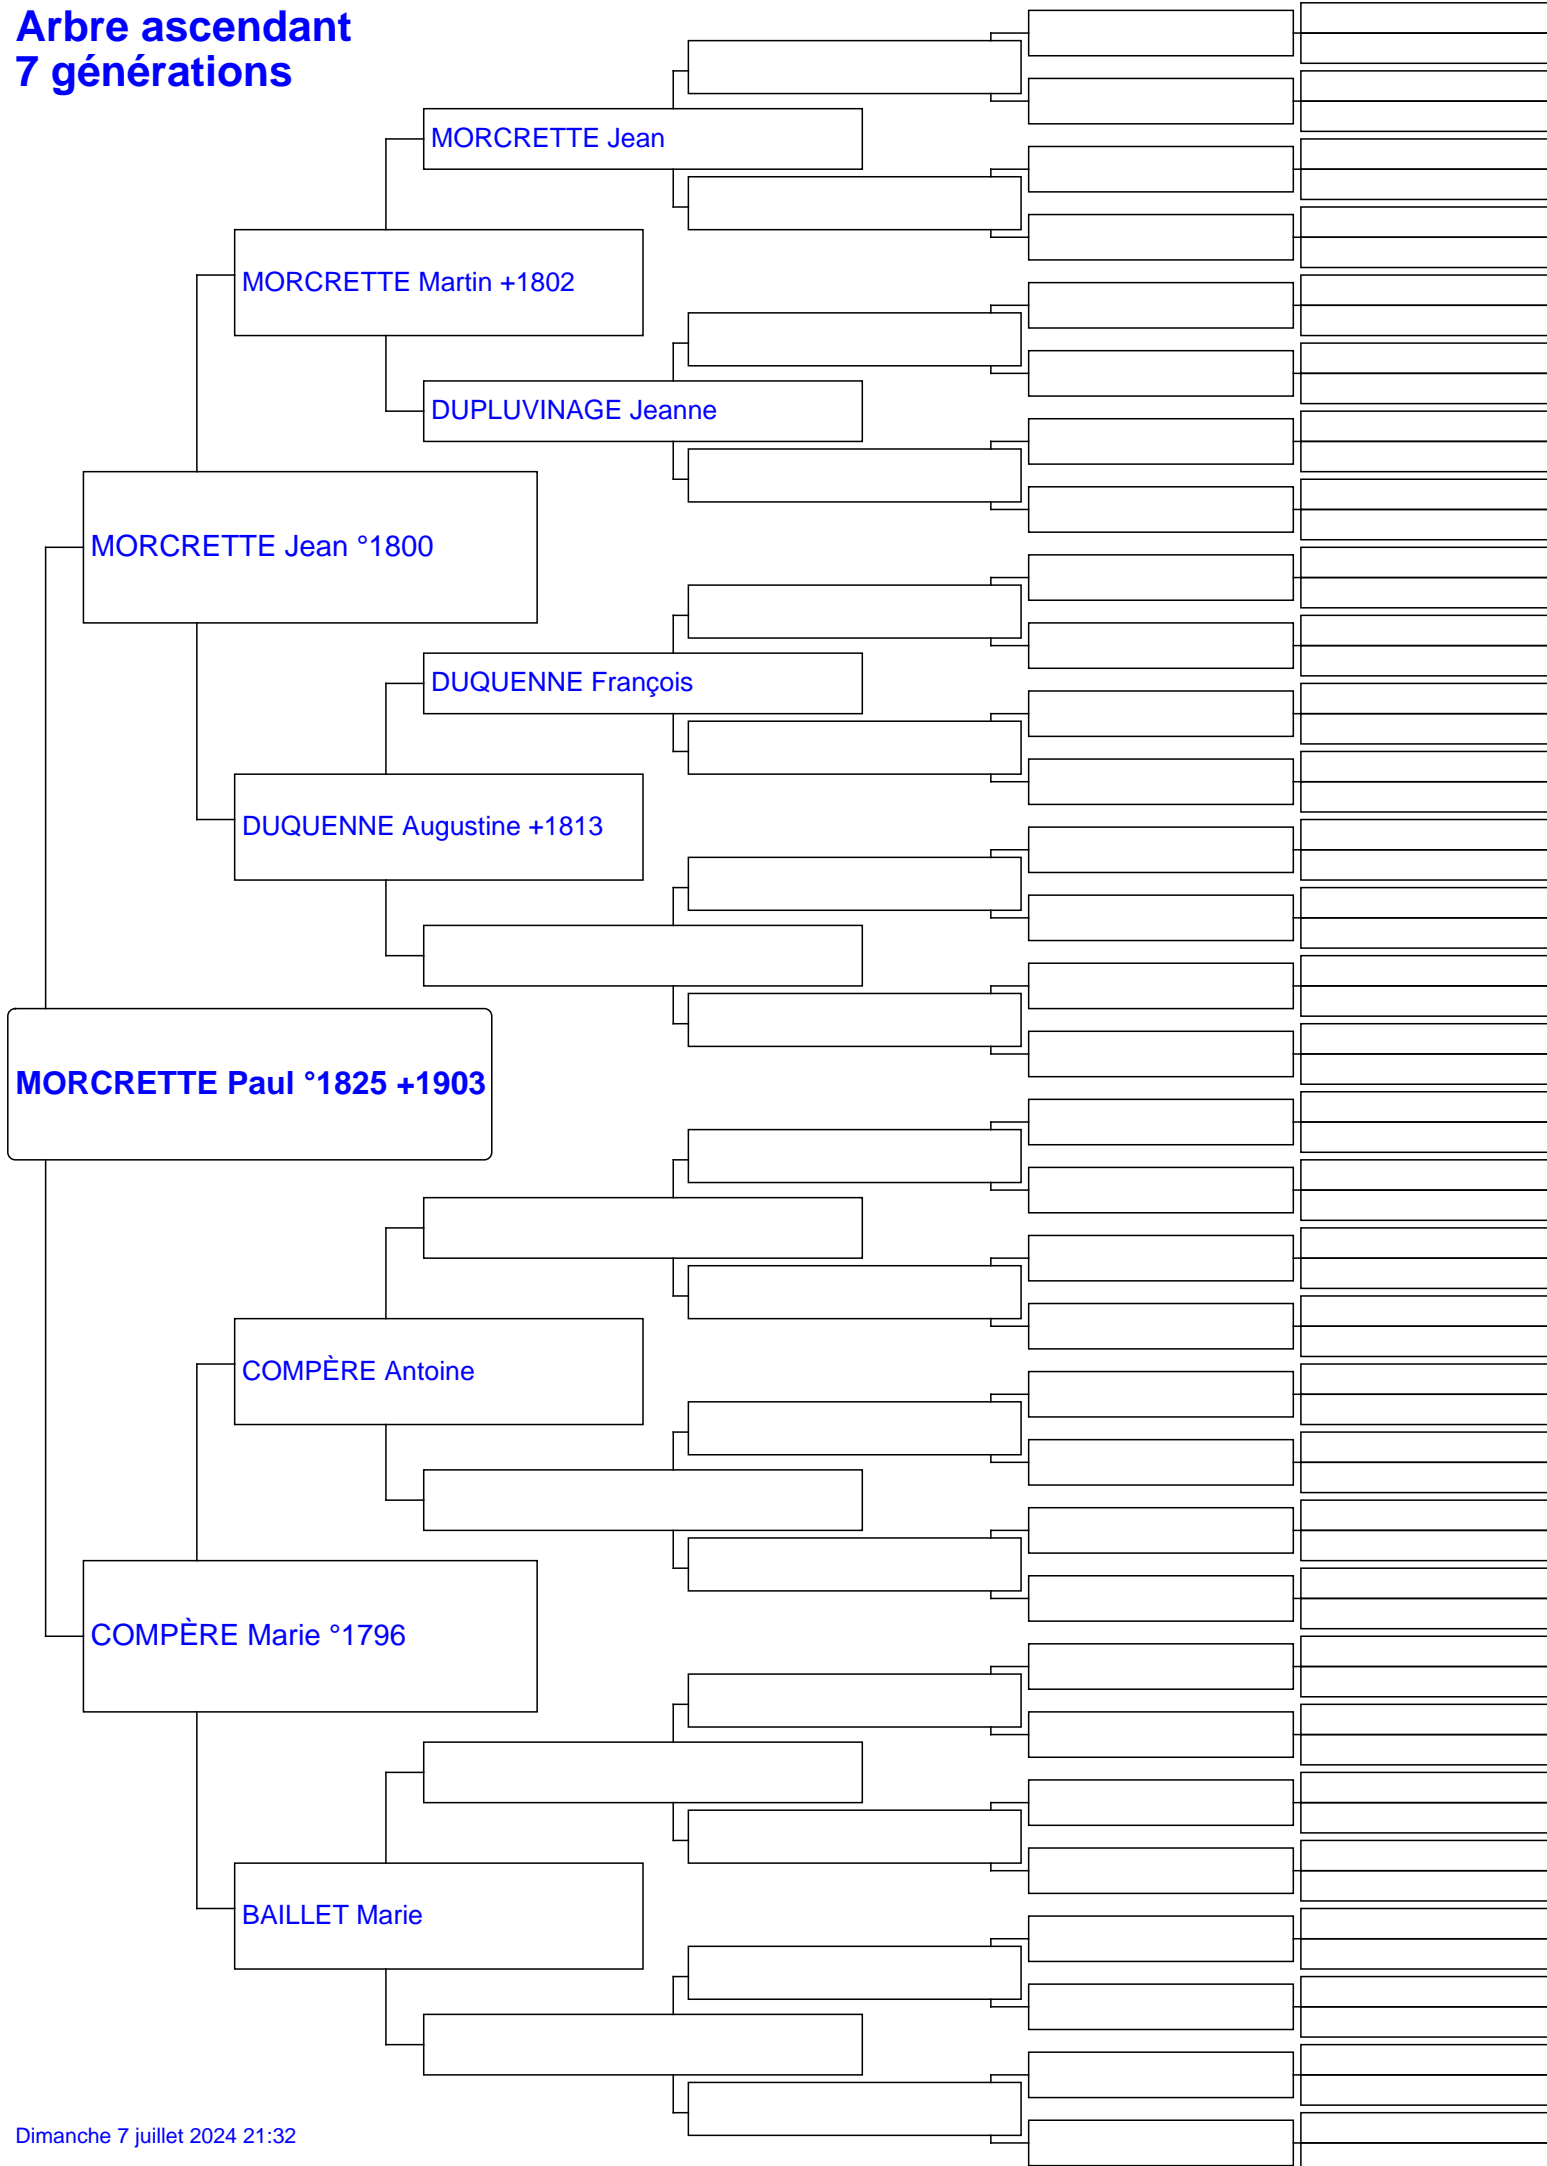 Arbre ascendant
7 générations
MORCRETTE Jean
MORCRETTE Martin +1802
DUPLUVINAGE Jeanne
MORCRETTE Jean °1800
DUQUENNE François
DUQUENNE Augustine +1813
MORCRETTE Paul °1825 +1903
COMPÈRE Antoine
COMPÈRE Marie °1796
BAILLET Marie
Dimanche 7 juillet 2024 21:32